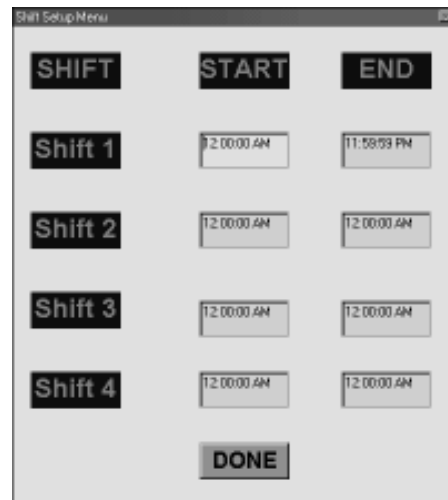 Shift Setup Menu
SHIFT START END
Shift 1 12:00:00 AM 11:59:59 PM
Shift 2 12:00:00 AM 12:00:00 AM
Shift 3 12:00:00 AM 12:00:00 AM
Shift 4 12:00:00 AM 12:00:00 AM
DONE